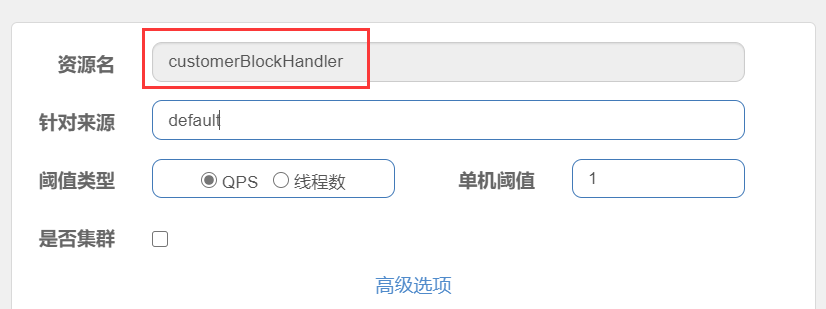 资源名 customerBlockHandler
针对来源 default
阈值类型 QPS 线程数 单机阈值 1
是否集群
高级选项